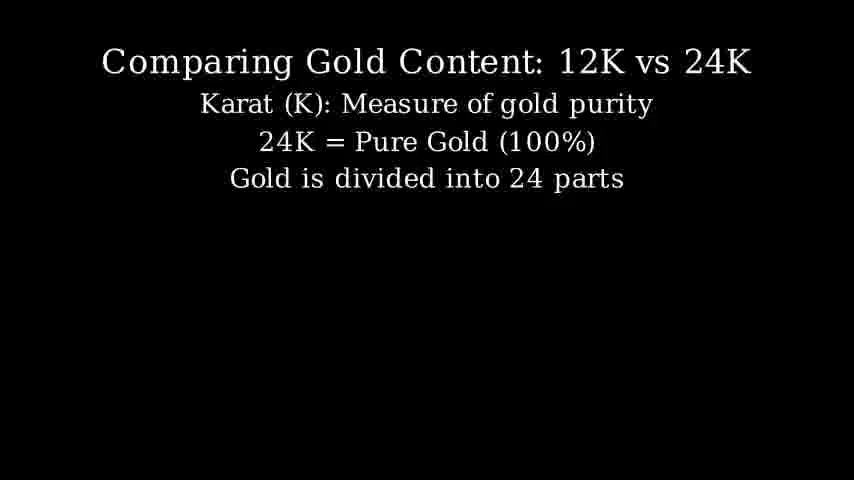 Comparing Gold Content: 12K vs 24K
Karat (K): Measure of gold purity
24K = Pure Gold (100%)
Gold is divided into 24 parts